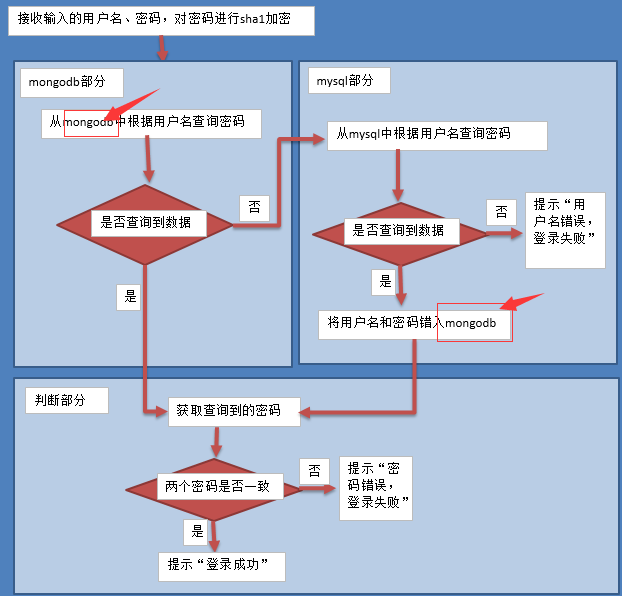 接收输入的用户名、密码，对密码进行sha1加密
mongodb部分
从mongodb中根据用户名查询密码
是否查询到数据
否
是
mysql部分
从mysql中根据用户名查询密码
是否查询到数据
否
提示“用
户名错误，
登录失败”
是
将用户名和密码错入mongodb
判断部分
获取查询到的密码
两个密码是否一致
否
提示“密
码错误，
登录失败”
是
提示“登录成功”